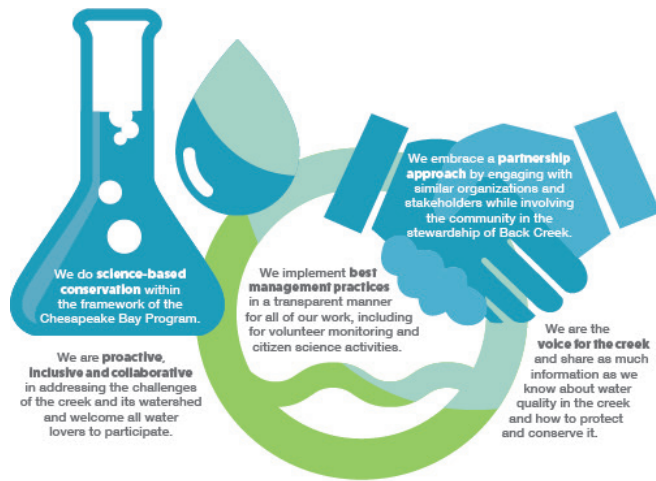 We do science-based
conservation within
the framework of the
Chesapeake Bay Program.
We are proactive,
inclusive and collaborative
in addressing the challenges
of the creek and its watershed
and welcome all water
lovers to participate.
We implement best
management practices
in a transparent manner
for all of our work, including
for volunteer monitoring and
citizen science activities.
We embrace a partnership
approach by engaging with
similar organizations and
stakeholders while involving
the community in the
stewardship of Back Creek.
We are the
voice for the creek
and share as much
information as we
know about water
quality in the creek
and how to protect
and conserve it.